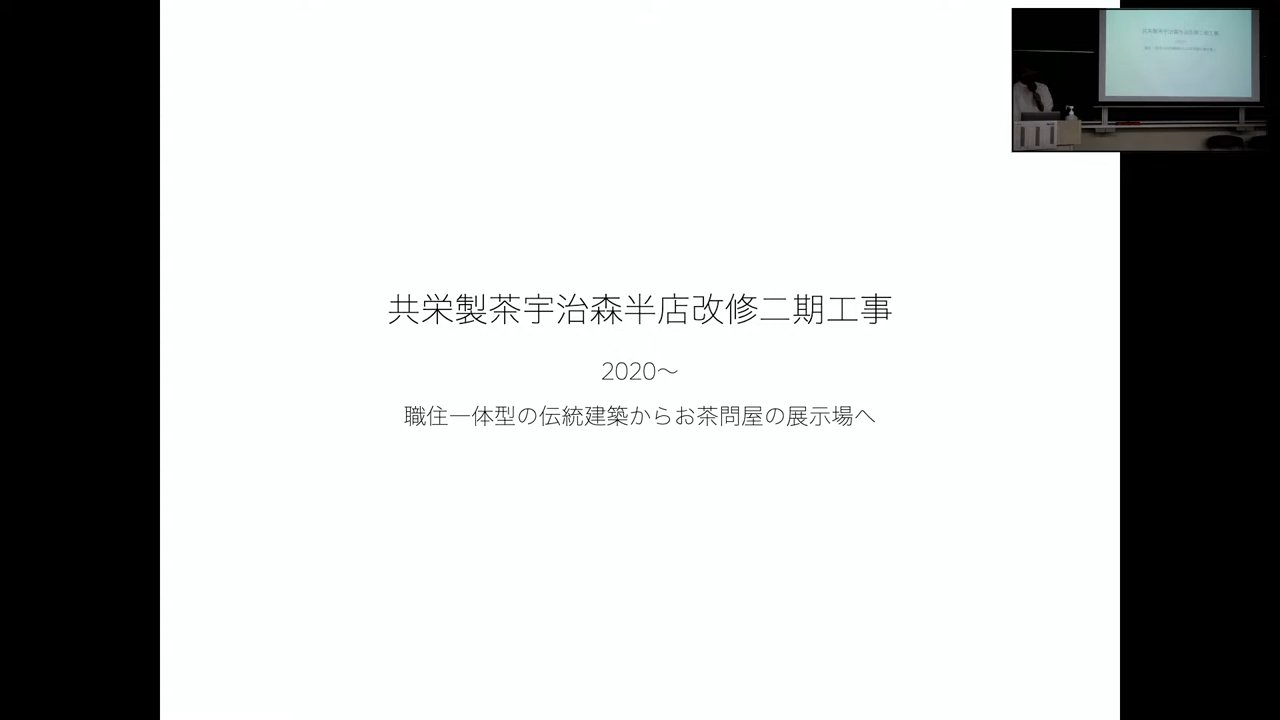 共栄製茶宇治森半店改修二期工事
2020〜
職住一体型の伝統建築からお茶問屋の展示場へ